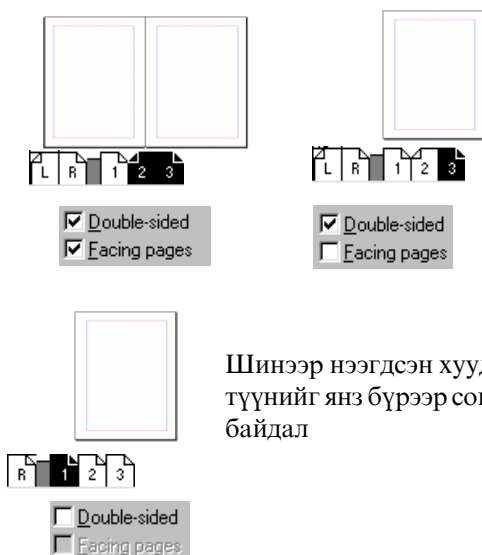 L R 1 2 3
Double-sided
Facing pages
L R 1 2 3
Double-sided
Facing pages
Шинээр нээгдсэн хууд
түүнийг янз бүрээр сон
байдал
R 1 2 3
Double-sided
Facing pages